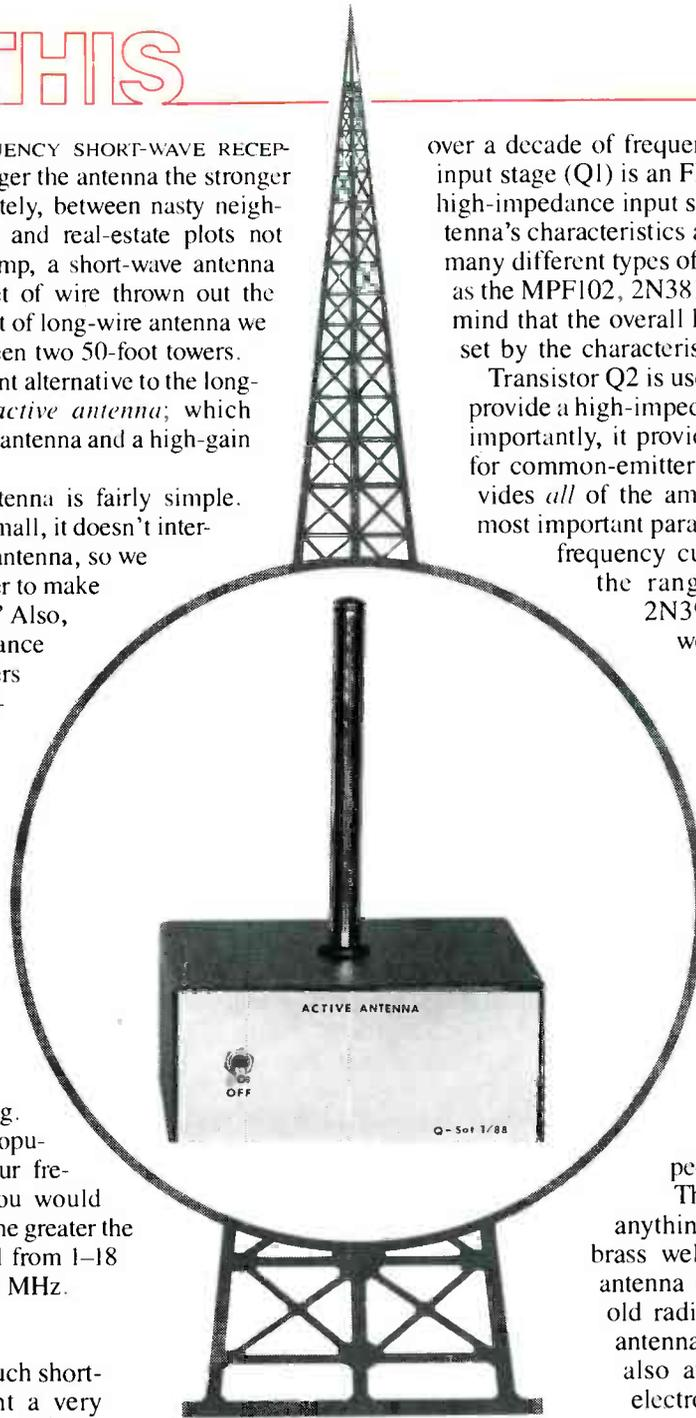 THIS
UENCY SHORT-WAVE RECEP-
ger the antenna the stronger
tely, between nasty neigh-
and real-estate plots not
mp, a short-wave antenna
t of wire thrown out the
t of long-wire antenna we
een two 50-foot towers.
nt alternative to the long-
active antenna; which
antenna and a high-gain
tenna is fairly simple.
mall, it doesn't inter-
antenna, so we
er to make
" Also,
ance
ers
-
g.
opu-
ur fre-
ou would
he greater the
l from 1–18
MHz.
uch short-
nt a very
ACTIVE ANTENNA
OFF
Q-Sat 1/88
over a decade of frequen
input stage (Q1) is an F
high-impedance input s
tenna's characteristics a
many different types of
as the MPF102, 2N38
mind that the overall h
set by the characteris
Transistor Q2 is use
provide a high-imped
importantly, it provid
for common-emitter
vides all of the am
most important para
frequency cu
the rang
2N39
we
pe
Th
anythin
brass wel
antenna
old radi
antenna
also a
electro